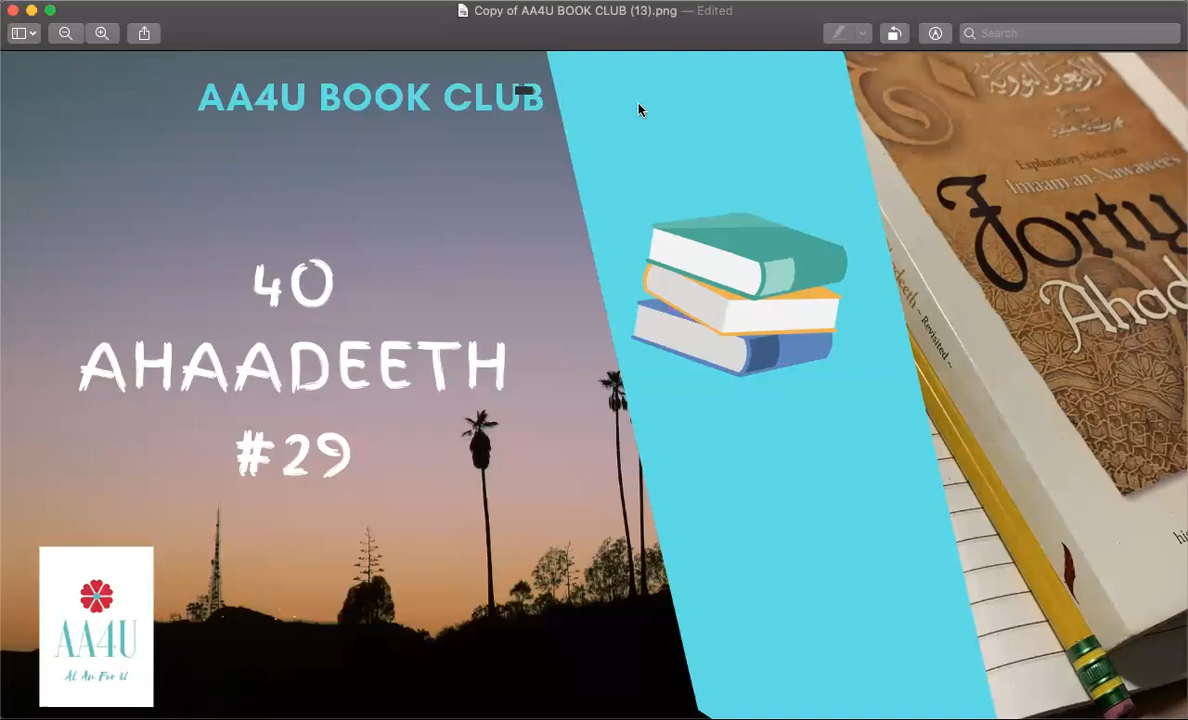 Copy of AA4U BOOK CLUB (13).png — Edited
Search
AA4U BOOK CLUB
40
AHAADEETH
#29
AA4U
Explanatory Notes on
Imaam an-Nawawee's
Forty
~ Revisited ~